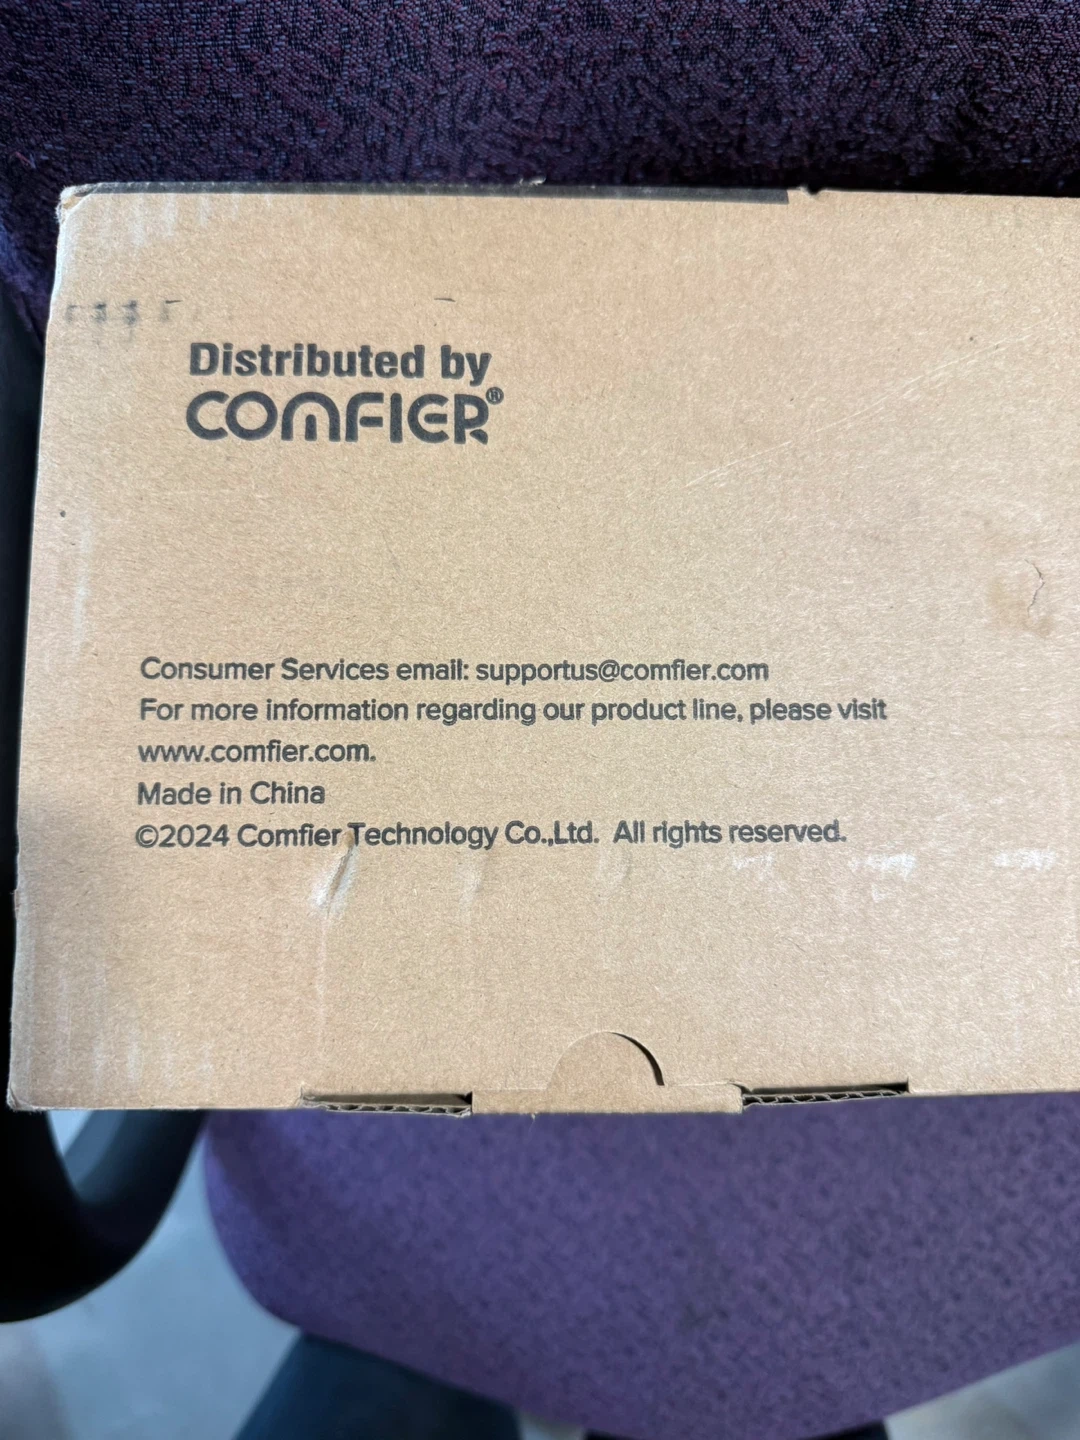 Distributed by
COMFIER®
Consumer Services email: supportus@comfier.com
For more information regarding our product line, please visit
www.comfier.com.
Made in China
©2024 Comfier Technology Co.,Ltd. All rights reserved.